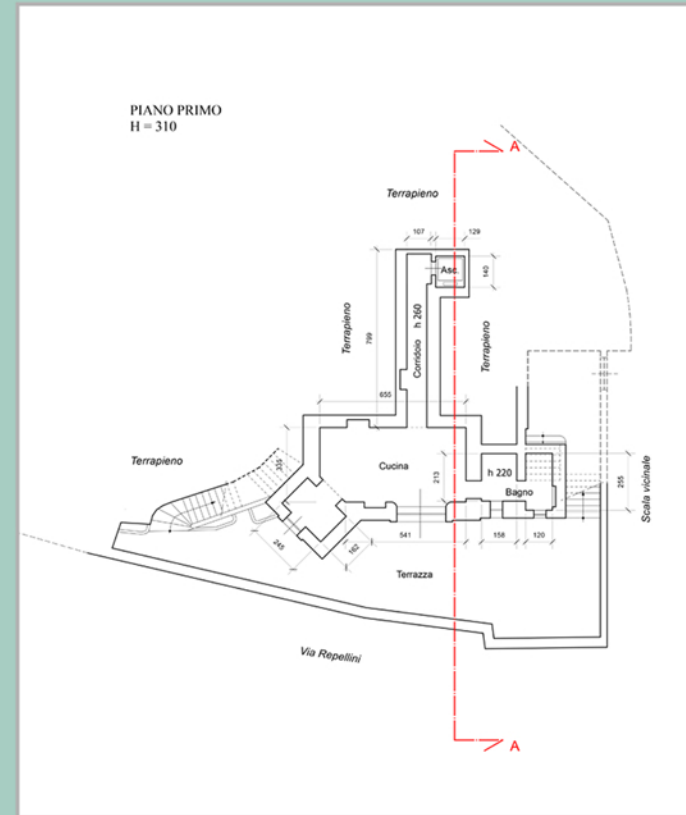 PIANO PRIMO
H = 310
A
Terrapieno
107
129
Asc.
140
Terrapieno
799
Corridoio h 260
Terrapieno
655
Terrapieno
335
Cucina
213
h 220
Bagno
255
Scala vicinale
245
162
541
158
120
Terrazza
Via Repellini
A